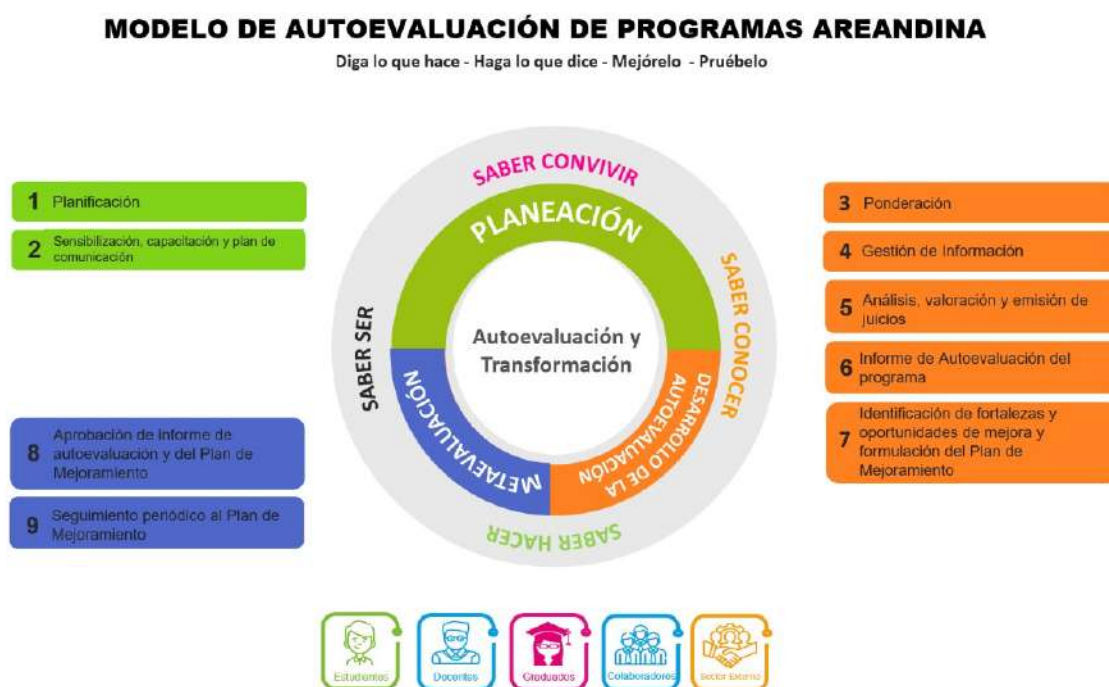 MODELO DE AUTOEVALUACIÓN DE PROGRAMAS AREANDINA
Diga lo que hace - Haga lo que dice - Mejórelo - Pruébelo
1 Planificación
2 Sensibilización, capacitación y plan de
comunicación
SABER CONVIVIR
SABER CONOCER
SABER HACER
SABER SER
PLANEACIÓN
DESARROLLO DE LA
AUTOEVALUACIÓN
METAEVALUACIÓN
Autoevaluación y
Transformación
3 Ponderación
4 Gestión de Información
5 Análisis, valoración y emisión de
juicios
6 Informe de Autoevaluación del
programa
7 Identificación de fortalezas y
oportunidades de mejora y
formulación del Plan de
Mejoramiento
8 Aprobación de informe de
autoevaluación y del Plan de
Mejoramiento
9 Seguimiento periódico al Plan de
Mejoramiento
Estudiantes
Docentes
Graduados
Colaboradores
Sector Externo